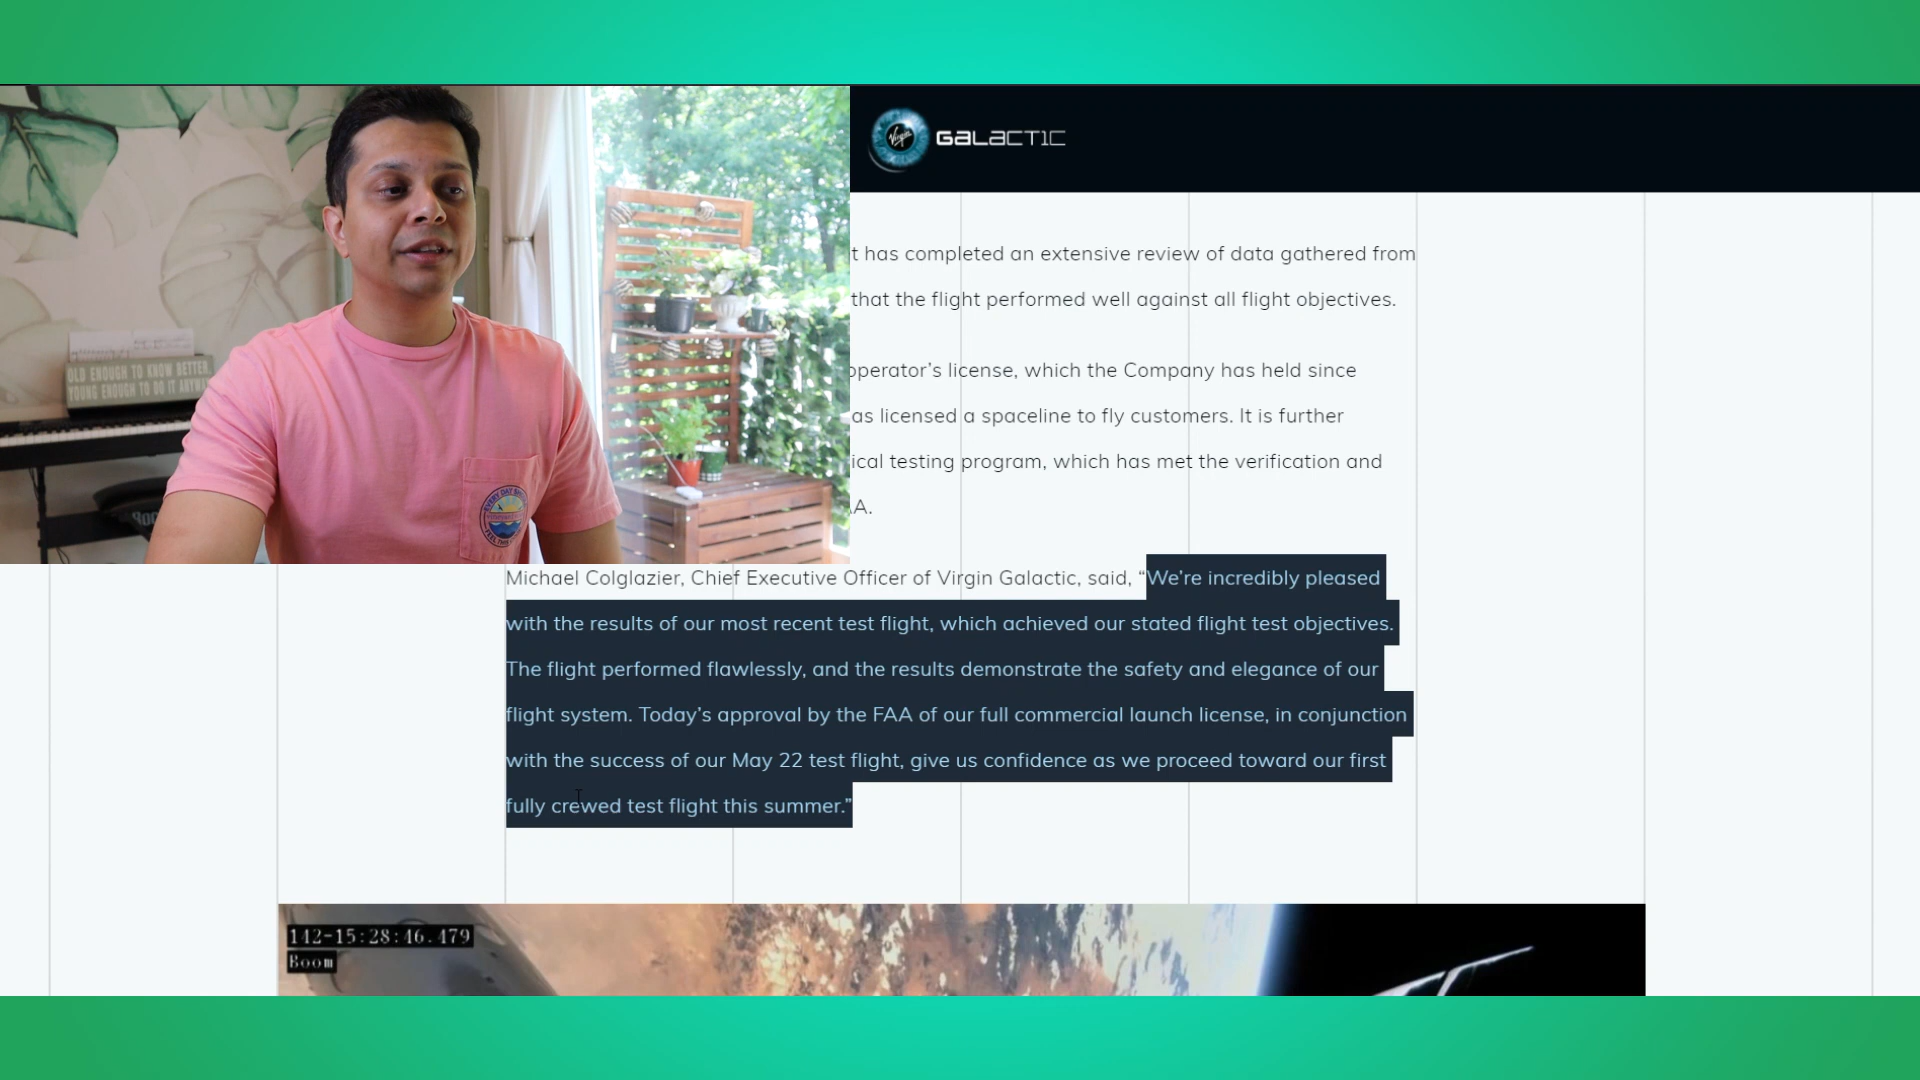 Virgin
GALACTIC
OLD ENOUGH TO KNOW BETTER,
YOUNG ENOUGH TO DO IT ANYWAY
t has completed an extensive review of data gathered from
that the flight performed well against all flight objectives.
operator’s license, which the Company has held since
as licensed a spaceline to fly customers. It is further
ical testing program, which has met the verification and
A.
EVERY DAY
FEEL THIS
Michael Colglazier, Chief Executive Officer of Virgin Galactic, said, “We’re incredibly pleased
with the results of our most recent test flight, which achieved our stated flight test objectives.
The flight performed flawlessly, and the results demonstrate the safety and elegance of our
flight system. Today’s approval by the FAA of our full commercial launch license, in conjunction
with the success of our May 22 test flight, give us confidence as we proceed toward our first
fully crewed test flight this summer.”
142-15:28:46.479
Boom